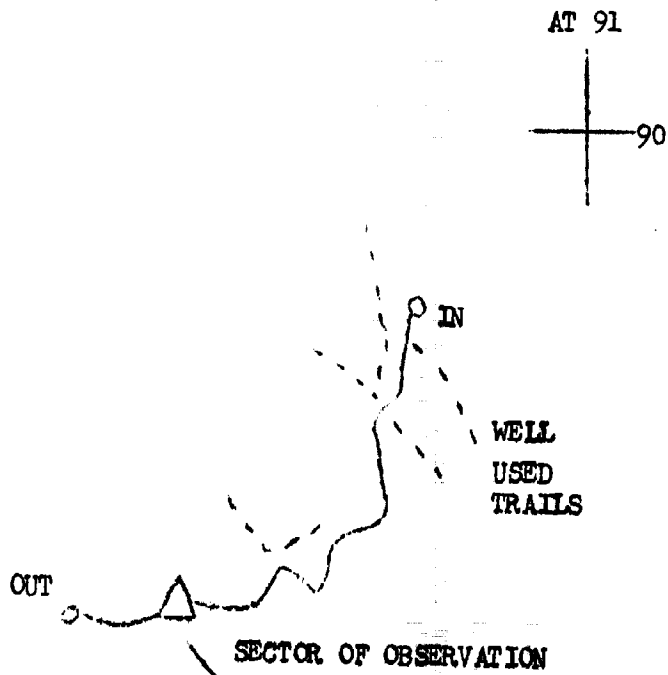 AT 91
90
IN
WELL
USED
TRAILS
OUT
SECTOR OF OBSERVATION